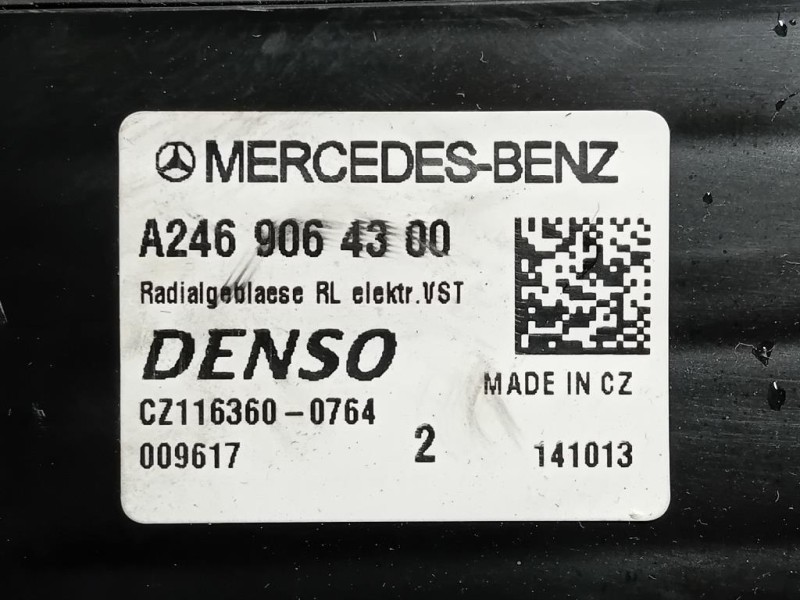 MERCEDES-BENZ
A246 906 43 00
Radialgeblaese RL elektr.VST
DENSO
MADE IN CZ
CZ116360-0764
009617 2 141013